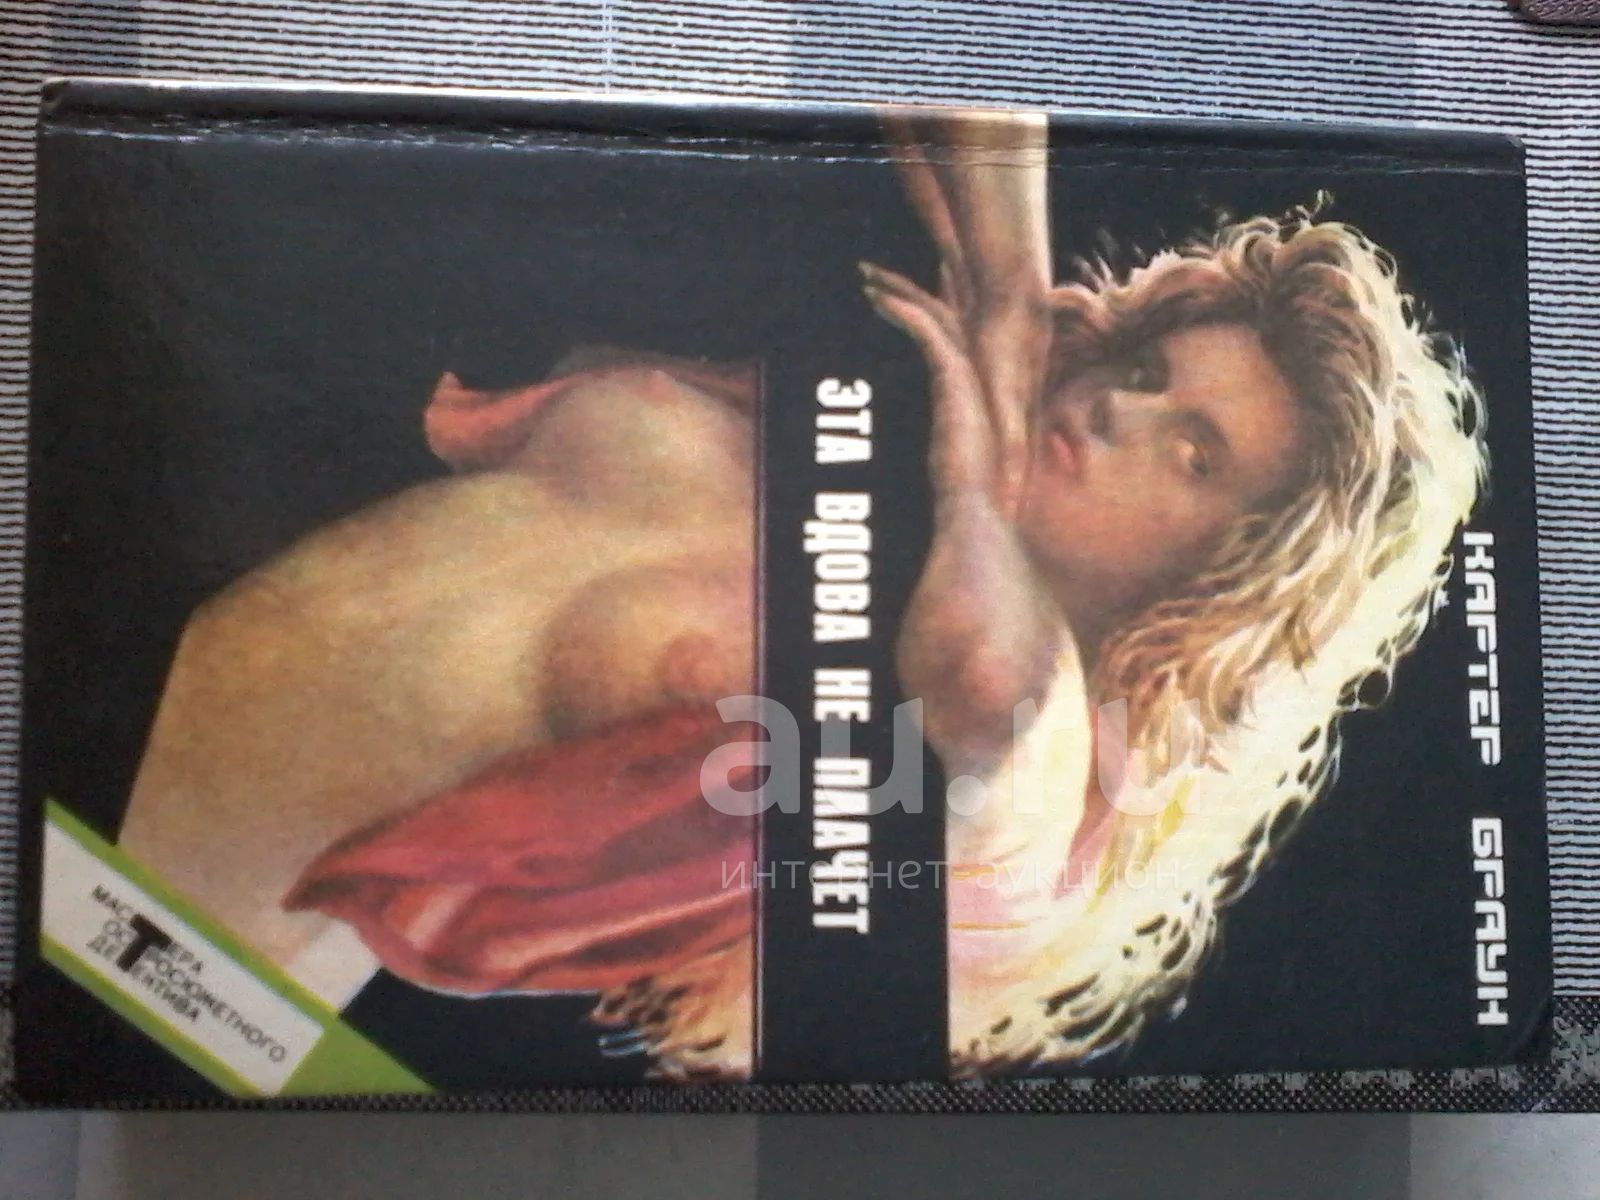 КАРТЕР БРАУН
ЭТА ВДОВА НЕ ПЛАЧЕТ
МАСТЕРА
ОСТРОСЮЖЕТНОГО
ДЕТЕКТИВА
au.ru
интернет-аукцион